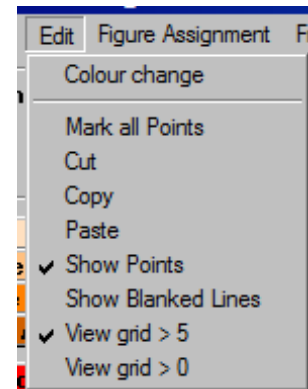 Edit Figure Assignment
Colour change
Mark all Points
Cut
Copy
Paste
Show Points
Show Blanked Lines
View grid > 5
View grid > 0